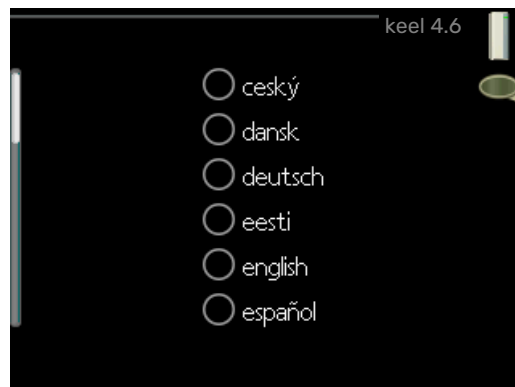 keel 4.6
ceský
dansk
deutsch
eesti
english
español